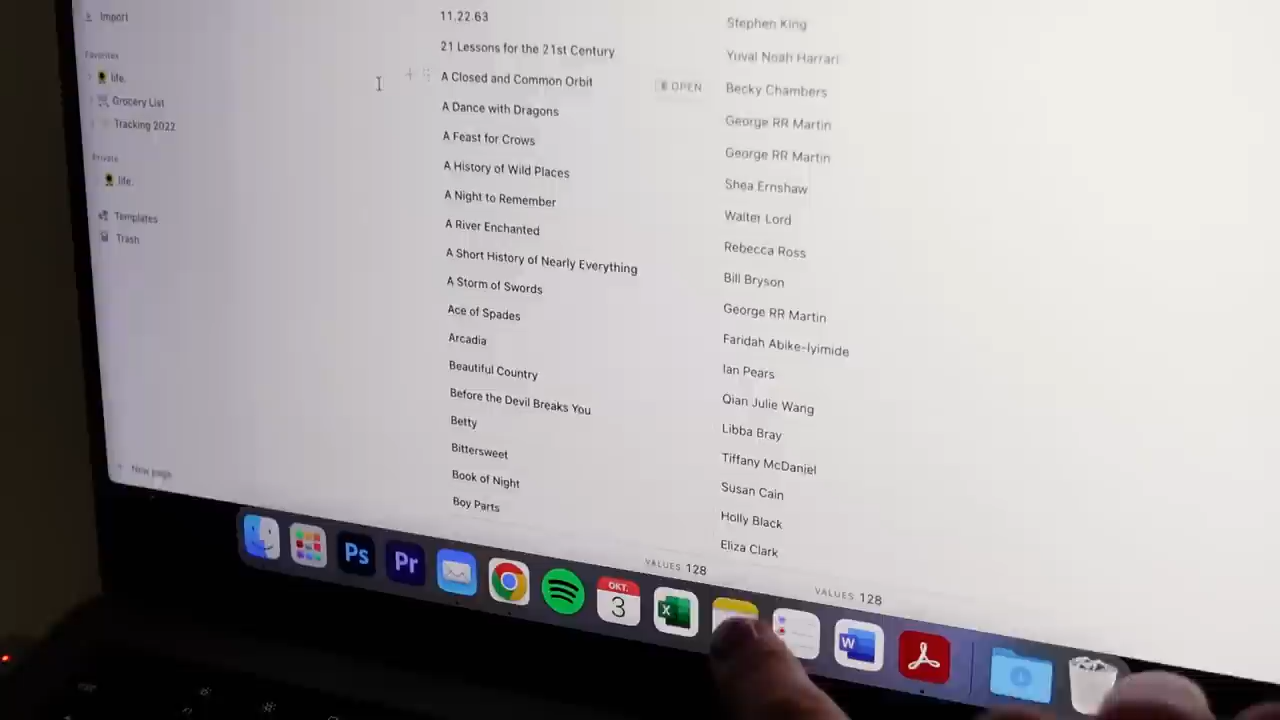 Import
Favorites
life.
Grocery List
Tracking 2022
Private
life.
Templates
Trash
New page
11.22.63 Stephen King
21 Lessons for the 21st Century Yuval Noah Harrari
A Closed and Common Orbit OPEN Becky Chambers
A Dance with Dragons George RR Martin
A Feast for Crows George RR Martin
A History of Wild Places Shea Ernshaw
A Night to Remember Walter Lord
A River Enchanted Rebecca Ross
A Short History of Nearly Everything Bill Bryson
A Storm of Swords George RR Martin
Ace of Spades Faridah Abike-Iyimide
Arcadia Ian Pears
Beautiful Country Qian Julie Wang
Before the Devil Breaks You Libba Bray
Betty Tiffany McDaniel
Bittersweet Susan Cain
Book of Night Holly Black
Boy Parts Eliza Clark
VALUES 128 VALUES 128
Ps Pr OKT. 3 X W